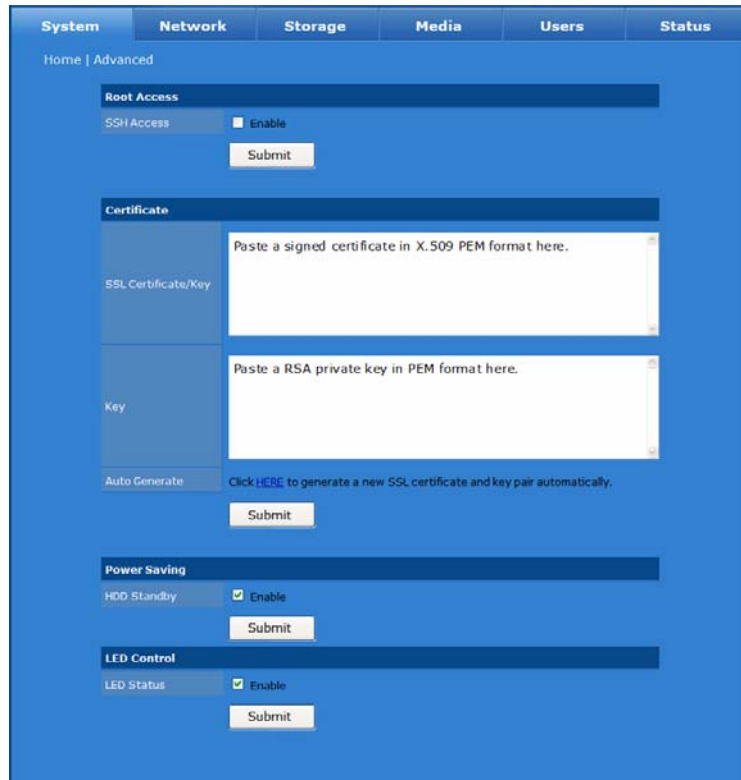 System Network Storage Media Users Status
Home | Advanced
Root Access
SSH Access Enable
Submit
Certificate
SSL Certificate/Key Paste a signed certificate in X.509 PEM format here.
Key Paste a RSA private key in PEM format here.
Auto Generate Click HERE to generate a new SSL certificate and key pair automatically.
Submit
Power Saving
HDD Standby Enable
Submit
LED Control
LED Status Enable
Submit